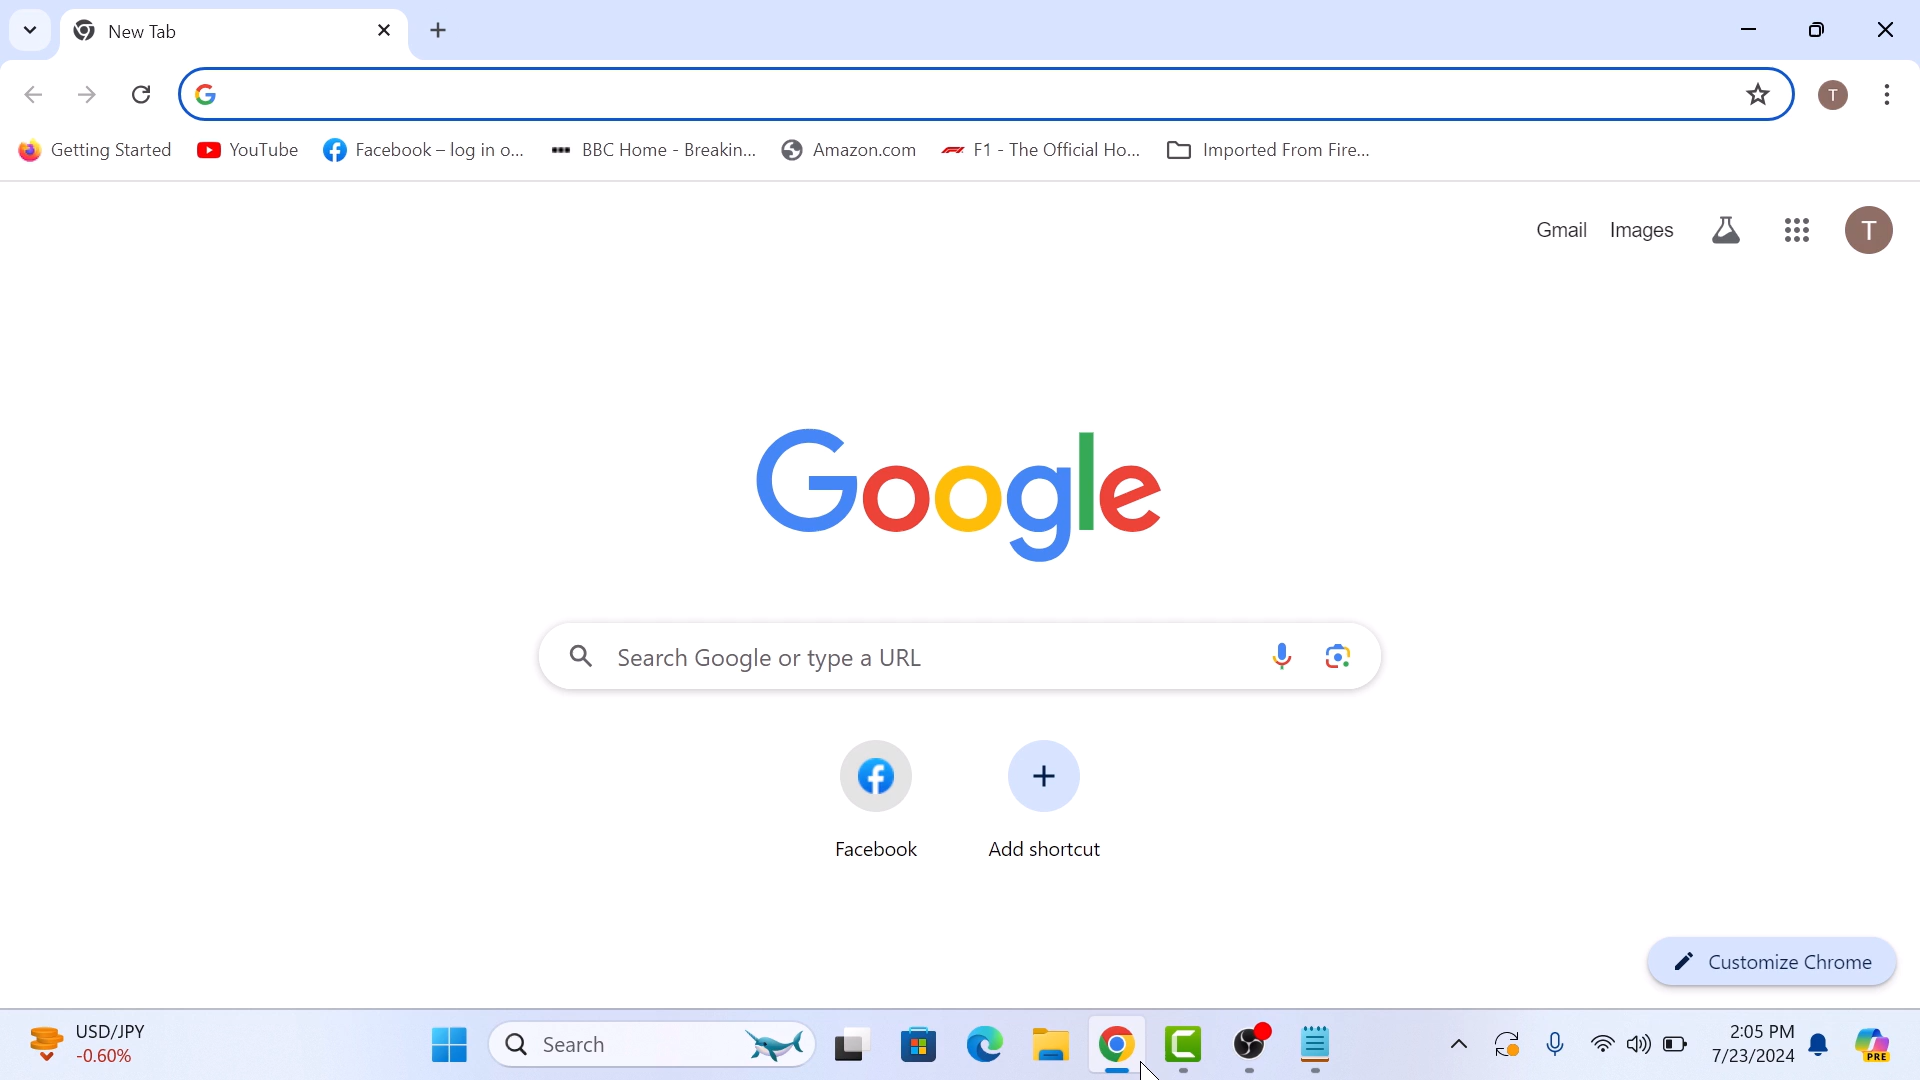 New Tab
Getting Started
YouTube
Facebook – log in o...
BBC Home - Breakin...
Amazon.com
F1 - The Official Ho...
Imported From Fire...
Gmail
Images
T
T
Google
Search Google or type a URL
Facebook
Add shortcut
Customize Chrome
USD/JPY
-0.60%
Search
2:05 PM
7/23/2024
PRE